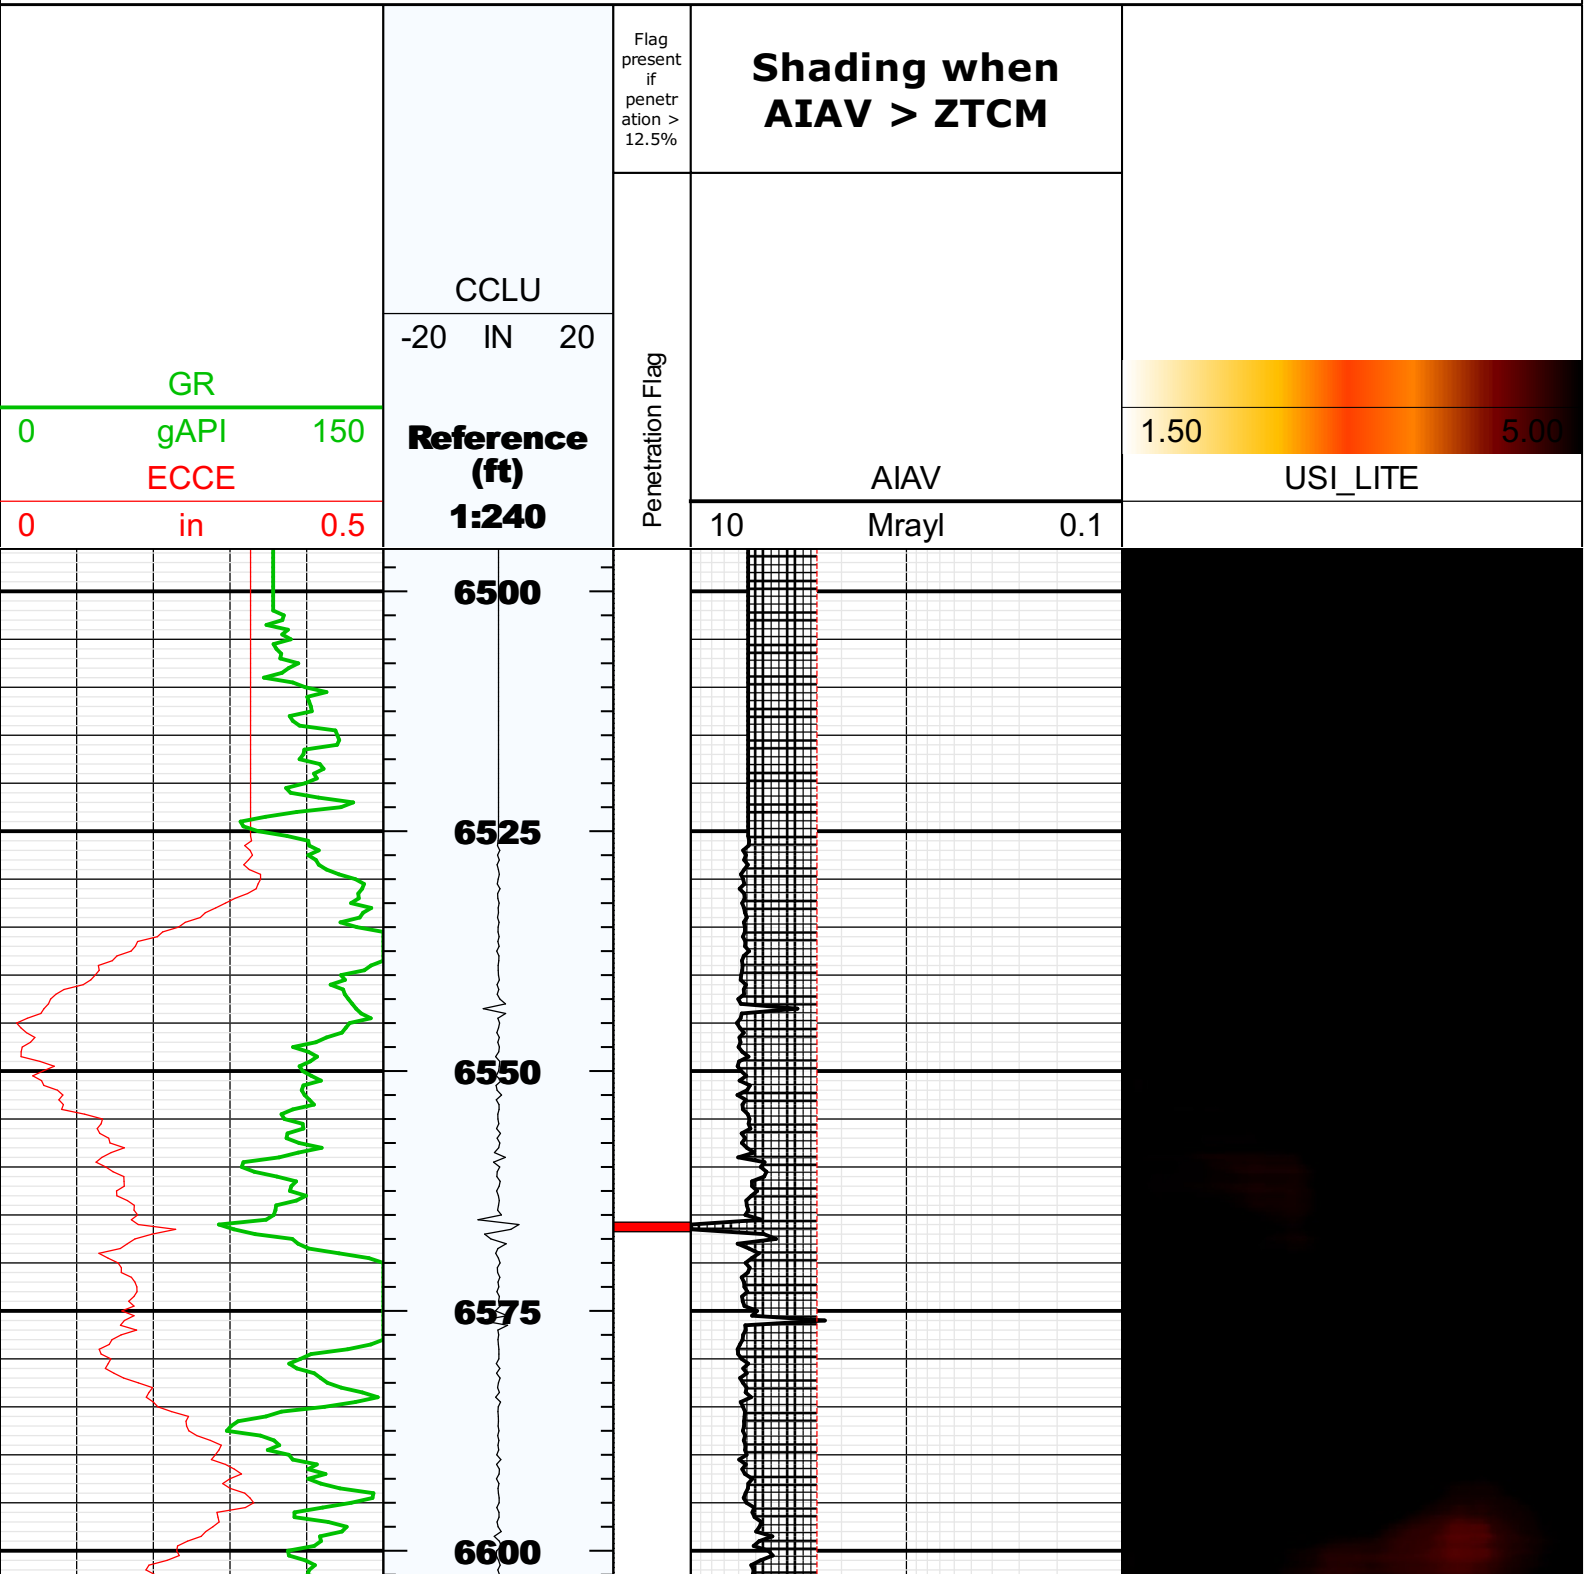 Flag
present
if
penetr
ation >
12.5%
Shading when
AIAV > ZTCM
CCLU
-20 IN 20
GR
0 gAPI 150
ECCE
0 in 0.5
Reference
(ft)
1:240
Penetration Flag
AIAV
10 Mrayl 0.1
1.50 5.00
USI_LITE
6500
6525
6550
6575
6600